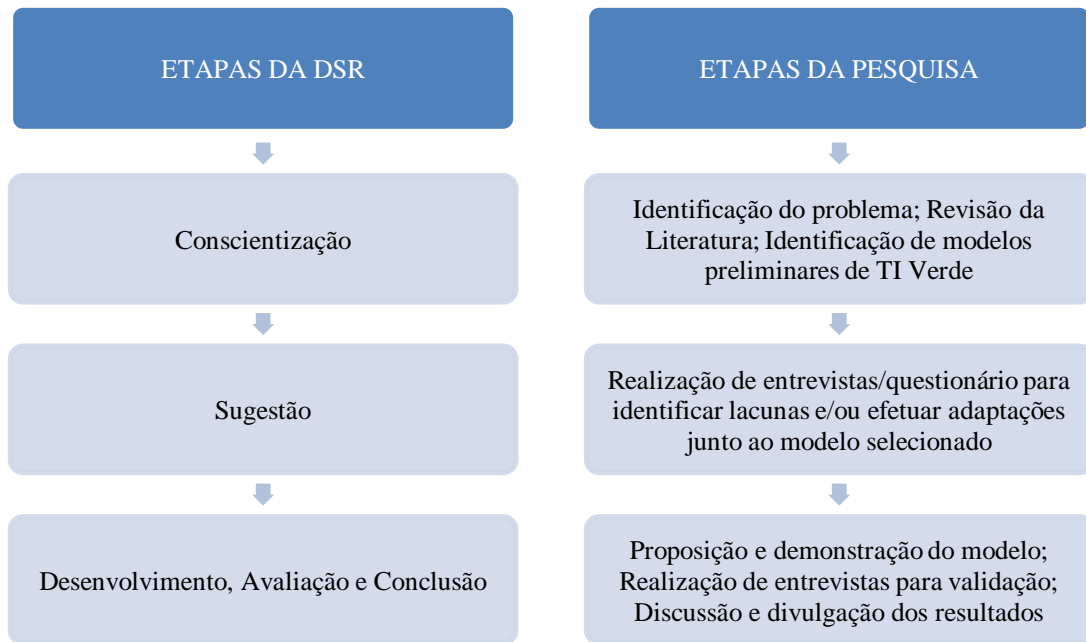 ETAPAS DA DSR
ETAPAS DA PESQUISA
Conscientização
Identificação do problema; Revisão da
Literatura; Identificação de modelos
preliminares de TI Verde
Sugestão
Realização de entrevistas/questionário para
identificar lacunas e/ou efetuar adaptações
junto ao modelo selecionado
Desenvolvimento, Avaliação e Conclusão
Proposição e demonstração do modelo;
Realização de entrevistas para validação;
Discussão e divulgação dos resultados